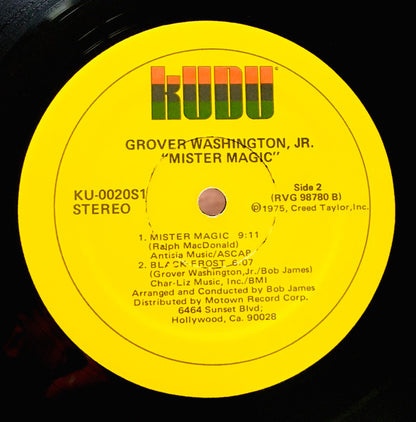 kUDU
GROVER WASHINGTON, JR.
"MISTER MAGIC"
KU-0020S1
STEREO
Side 2
(RVG 98780 B)
℗1975, Creed Taylor,Inc.
1. MISTER MAGIC 9:11
(Ralph MacDonald)
Antisia Music/ASCAP
2. BLACK FROST 6:07
(Grover Washington,Jr./Bob James)
Char-Liz Music, Inc./BMI
Arranged and Conducted by Bob James
Distributed by Motown Record Corp.
6464 Sunset Blvd;
Hollywood, Ca. 90028